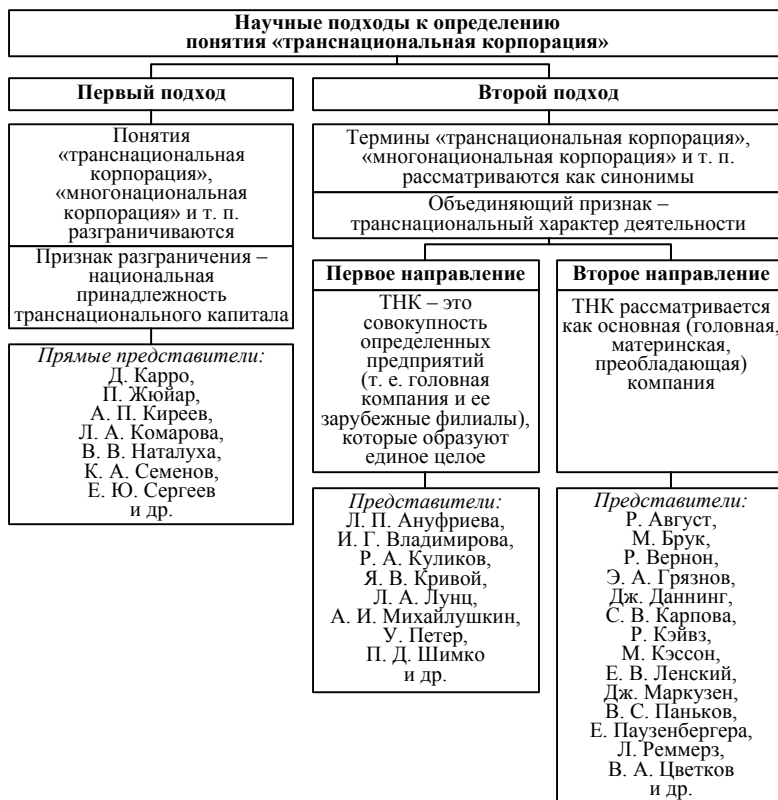 Научные подходы к определению
понятия «транснациональная корпорация»
Первый подход
Понятия
«транснациональная
корпорация»,
«многонациональная
корпорация» и т. п.
разграничиваются
Признак разграничения –
национальная
принадлежность
транснационального капитала
Прямые представители:
Д. Карро,
П. Жюйар,
А. П. Киреев,
Л. А. Комарова,
В. В. Наталуха,
К. А. Семенов,
Е. Ю. Сергеев
и др.
Второй подход
Термины «транснациональная корпорация»,
«многонациональная корпорация» и т. п.
рассматриваются как синонимы
Объединяющий признак –
транснациональный характер деятельности
Первое направление
ТНК – это
совокупность
определенных
предприятий
(т. е. головная
компания и ее
зарубежные филиалы),
которые образуют
единое целое
Представители:
Л. П. Ануфриева,
И. Г. Владимирова,
Р. А. Куликов,
Я. В. Кривой,
Л. А. Лунц,
А. И. Михайлушкин,
У. Петер,
П. Д. Шимко
и др.
Второе направление
ТНК рассматривается
как основная (головная,
материнская,
преобладающая)
компания
Представители:
Р. Август,
М. Брук,
Р. Вернон,
Э. А. Грязнов,
Дж. Даннинг,
С. В. Карпова,
Р. Кэйвз,
М. Кэссон,
Е. В. Ленский,
Дж. Маркузен,
В. С. Паньков,
Е. Паузенбергера,
Л. Реммерз,
В. А. Цветков
и др.